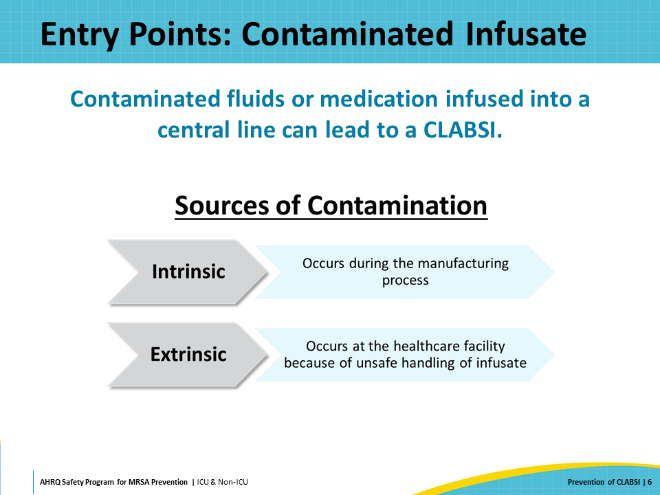 Entry Points: Contaminated Infusate
Contaminated fluids or medication infused into a
central line can lead to a CLABSI.
Sources of Contamination
Intrinsic
Occurs during the manufacturing
process
Extrinsic
Occurs at the healthcare facility
because of unsafe handling of infusate
AHRQ Safety Program for MRSA Prevention | ICU & Non-ICU
Prevention of CLABSI | 6